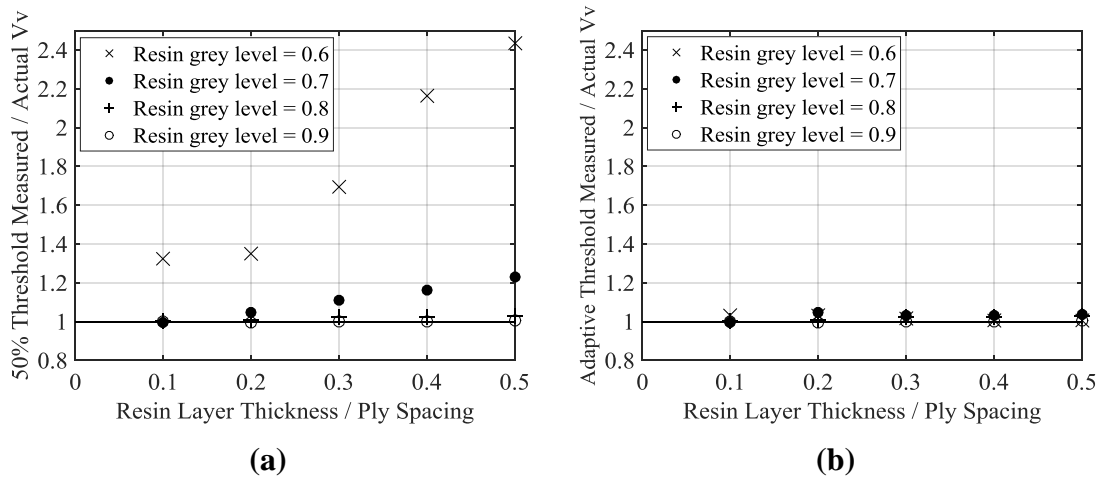 50% Threshold Measured / Actual Vv
2.4
2.2
2
1.8
1.6
1.4
1.2
1
0.8
Resin grey level = 0.6
Resin grey level = 0.7
Resin grey level = 0.8
Resin grey level = 0.9
0 0.1 0.2 0.3 0.4 0.5
Resin Layer Thickness / Ply Spacing
(a)
Adaptive Threshold Measured / Actual Vv
2.4
2.2
2
1.8
1.6
1.4
1.2
1
0.8
Resin grey level = 0.6
Resin grey level = 0.7
Resin grey level = 0.8
Resin grey level = 0.9
0 0.1 0.2 0.3 0.4 0.5
Resin Layer Thickness / Ply Spacing
(b)